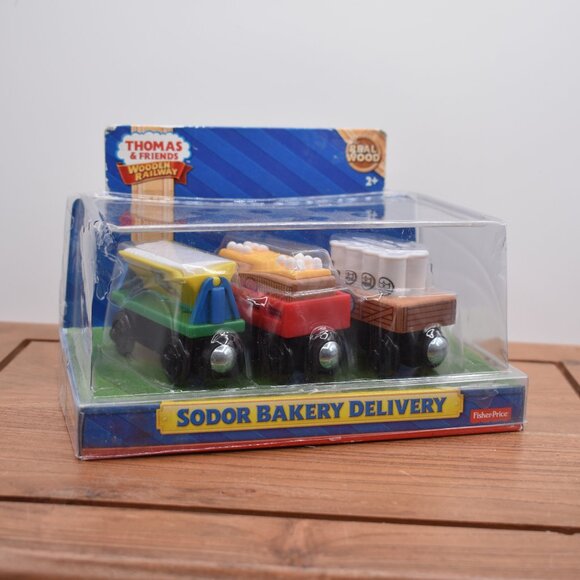 THOMAS
& FRIENDS
WOODEN
RAILWAY
REAL
WOOD
2+
SODOR BAKERY DELIVERY
Fisher-Price